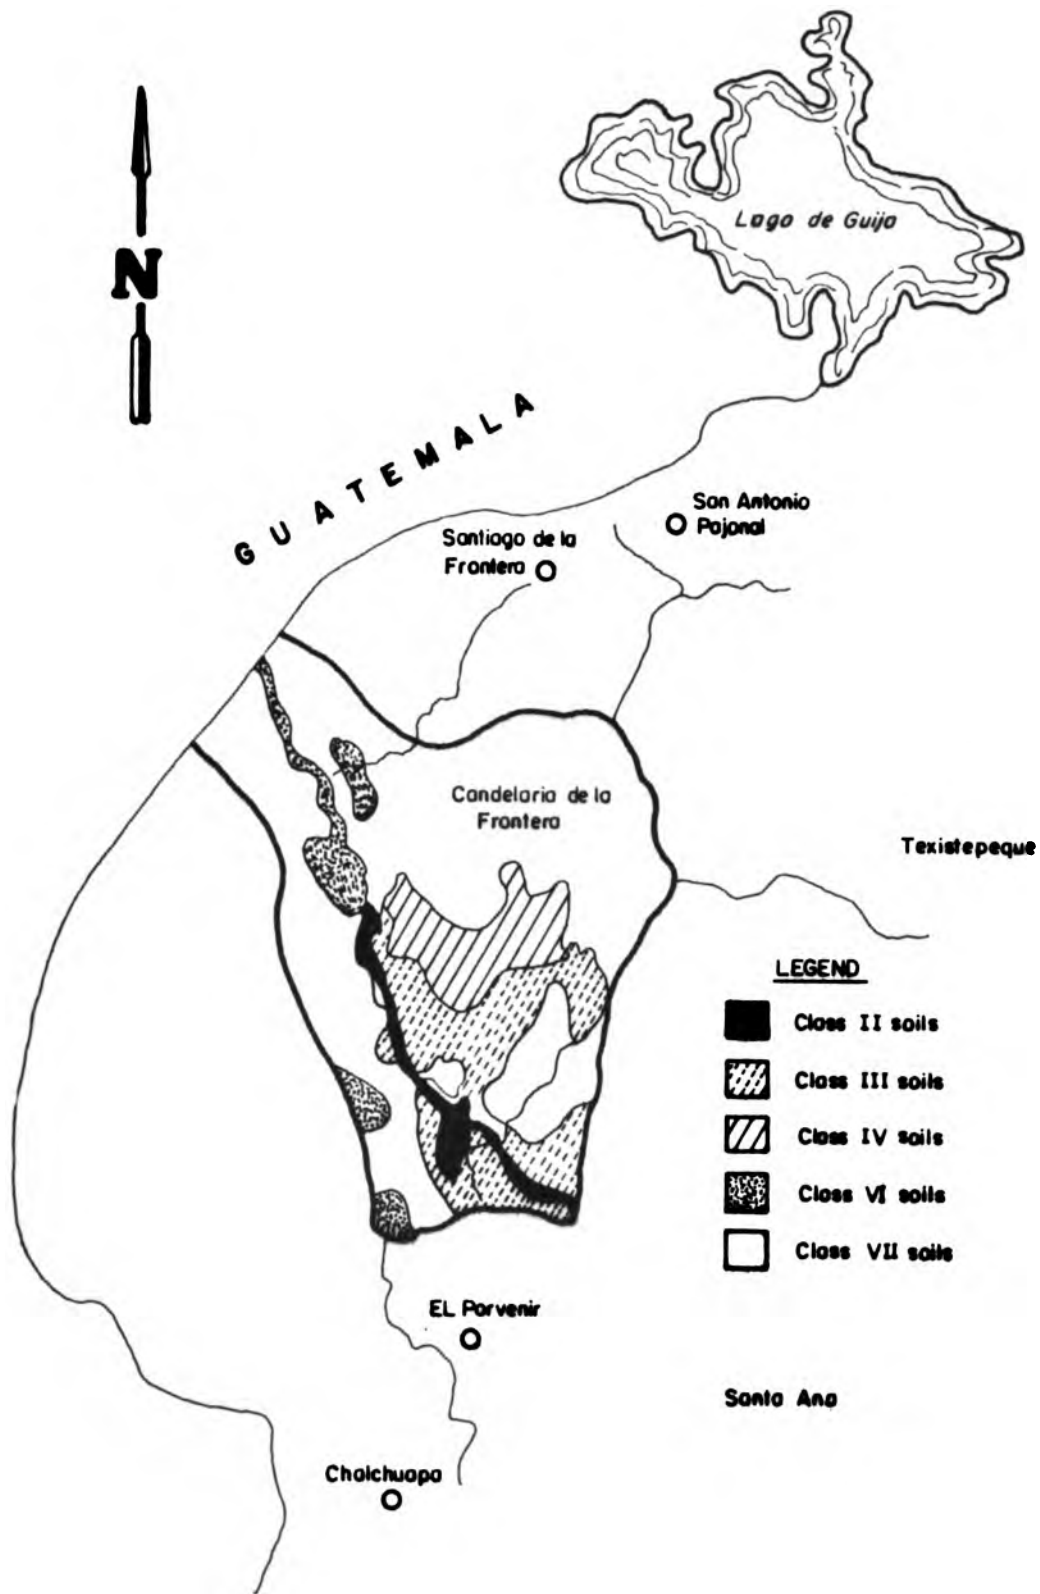 Lago de Guija
N
GUATEMALA
San Antonio
Pajonal
Santiago de la
Frontera
Candelaria de la
Frontera
Texistepeque
LEGEND
Class II soils
Class III soils
Class IV soils
Class VI soils
Class VII soils
EL Porvenir
Santa Ana
Chalchuapa